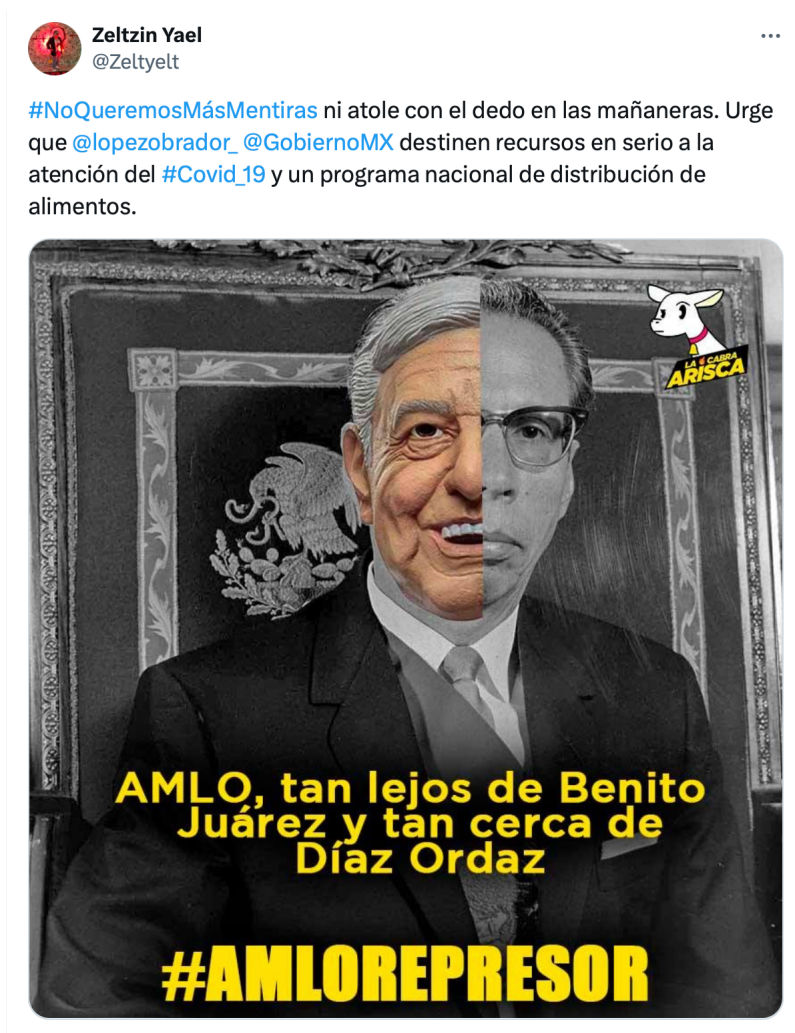 Zeltzin Yael
@Zeltyelt
#NoQueremosMásMentiras ni atole con el dedo en las mañaneras. Urge
que @lopezobrador_ @GobiernoMX destinen recursos en serio a la
atención del #Covid_19 y un programa nacional de distribución de
alimentos.
LA CABRA
ARISCA
AMLO, tan lejos de Benito
Juárez y tan cerca de
Díaz Ordaz
#AMLOREPRESOR